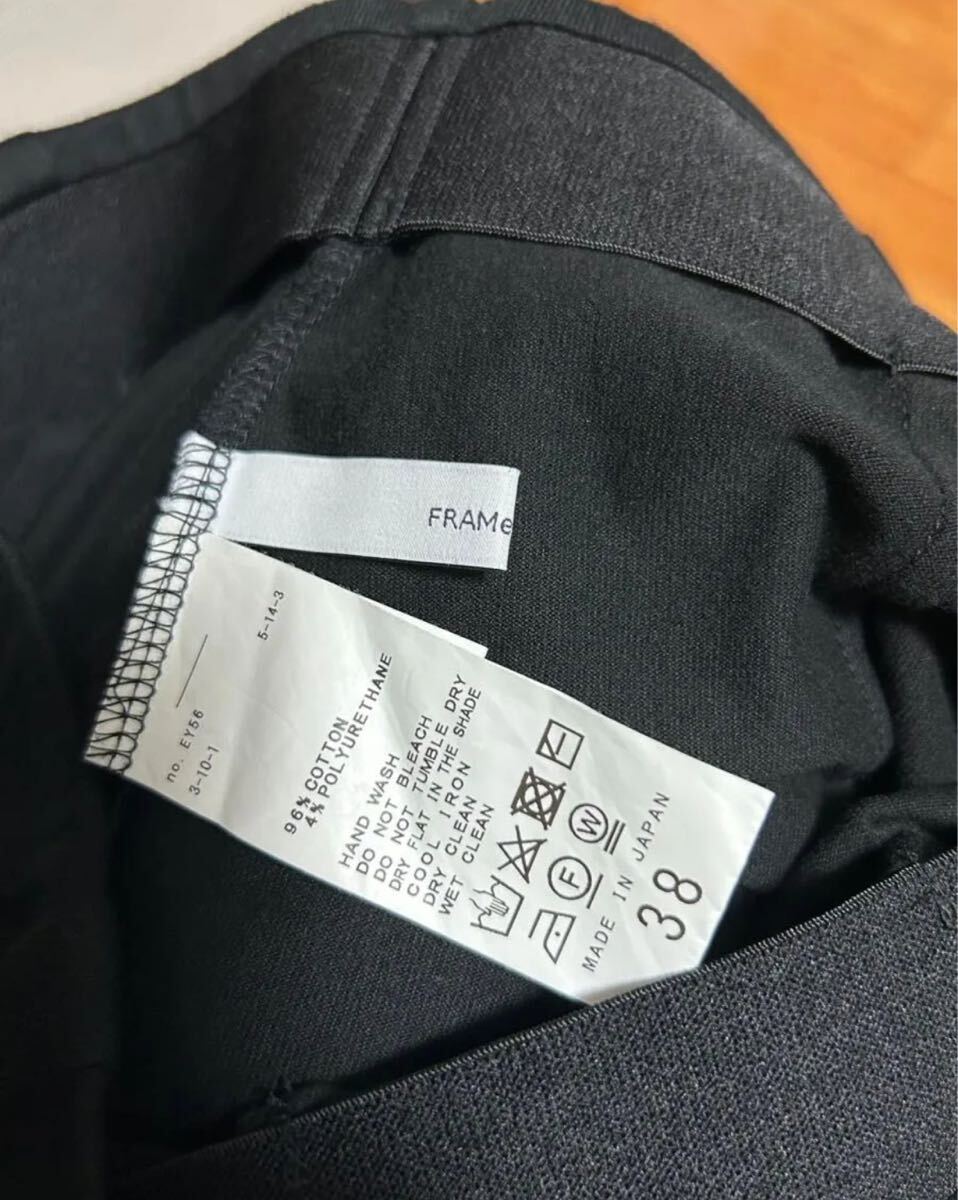 FRAMe
5-14-3
no. EY56
3-10-1
96% COTTON
4% POLYURETHANE
HAND WASH
DO NOT BLEACH
DO NOT TUMBLE DRY
DRY FLAT IN THE SHADE
COOL IRON
DRY CLEAN
WET CLEAN
F
W
MADE IN JAPAN
38